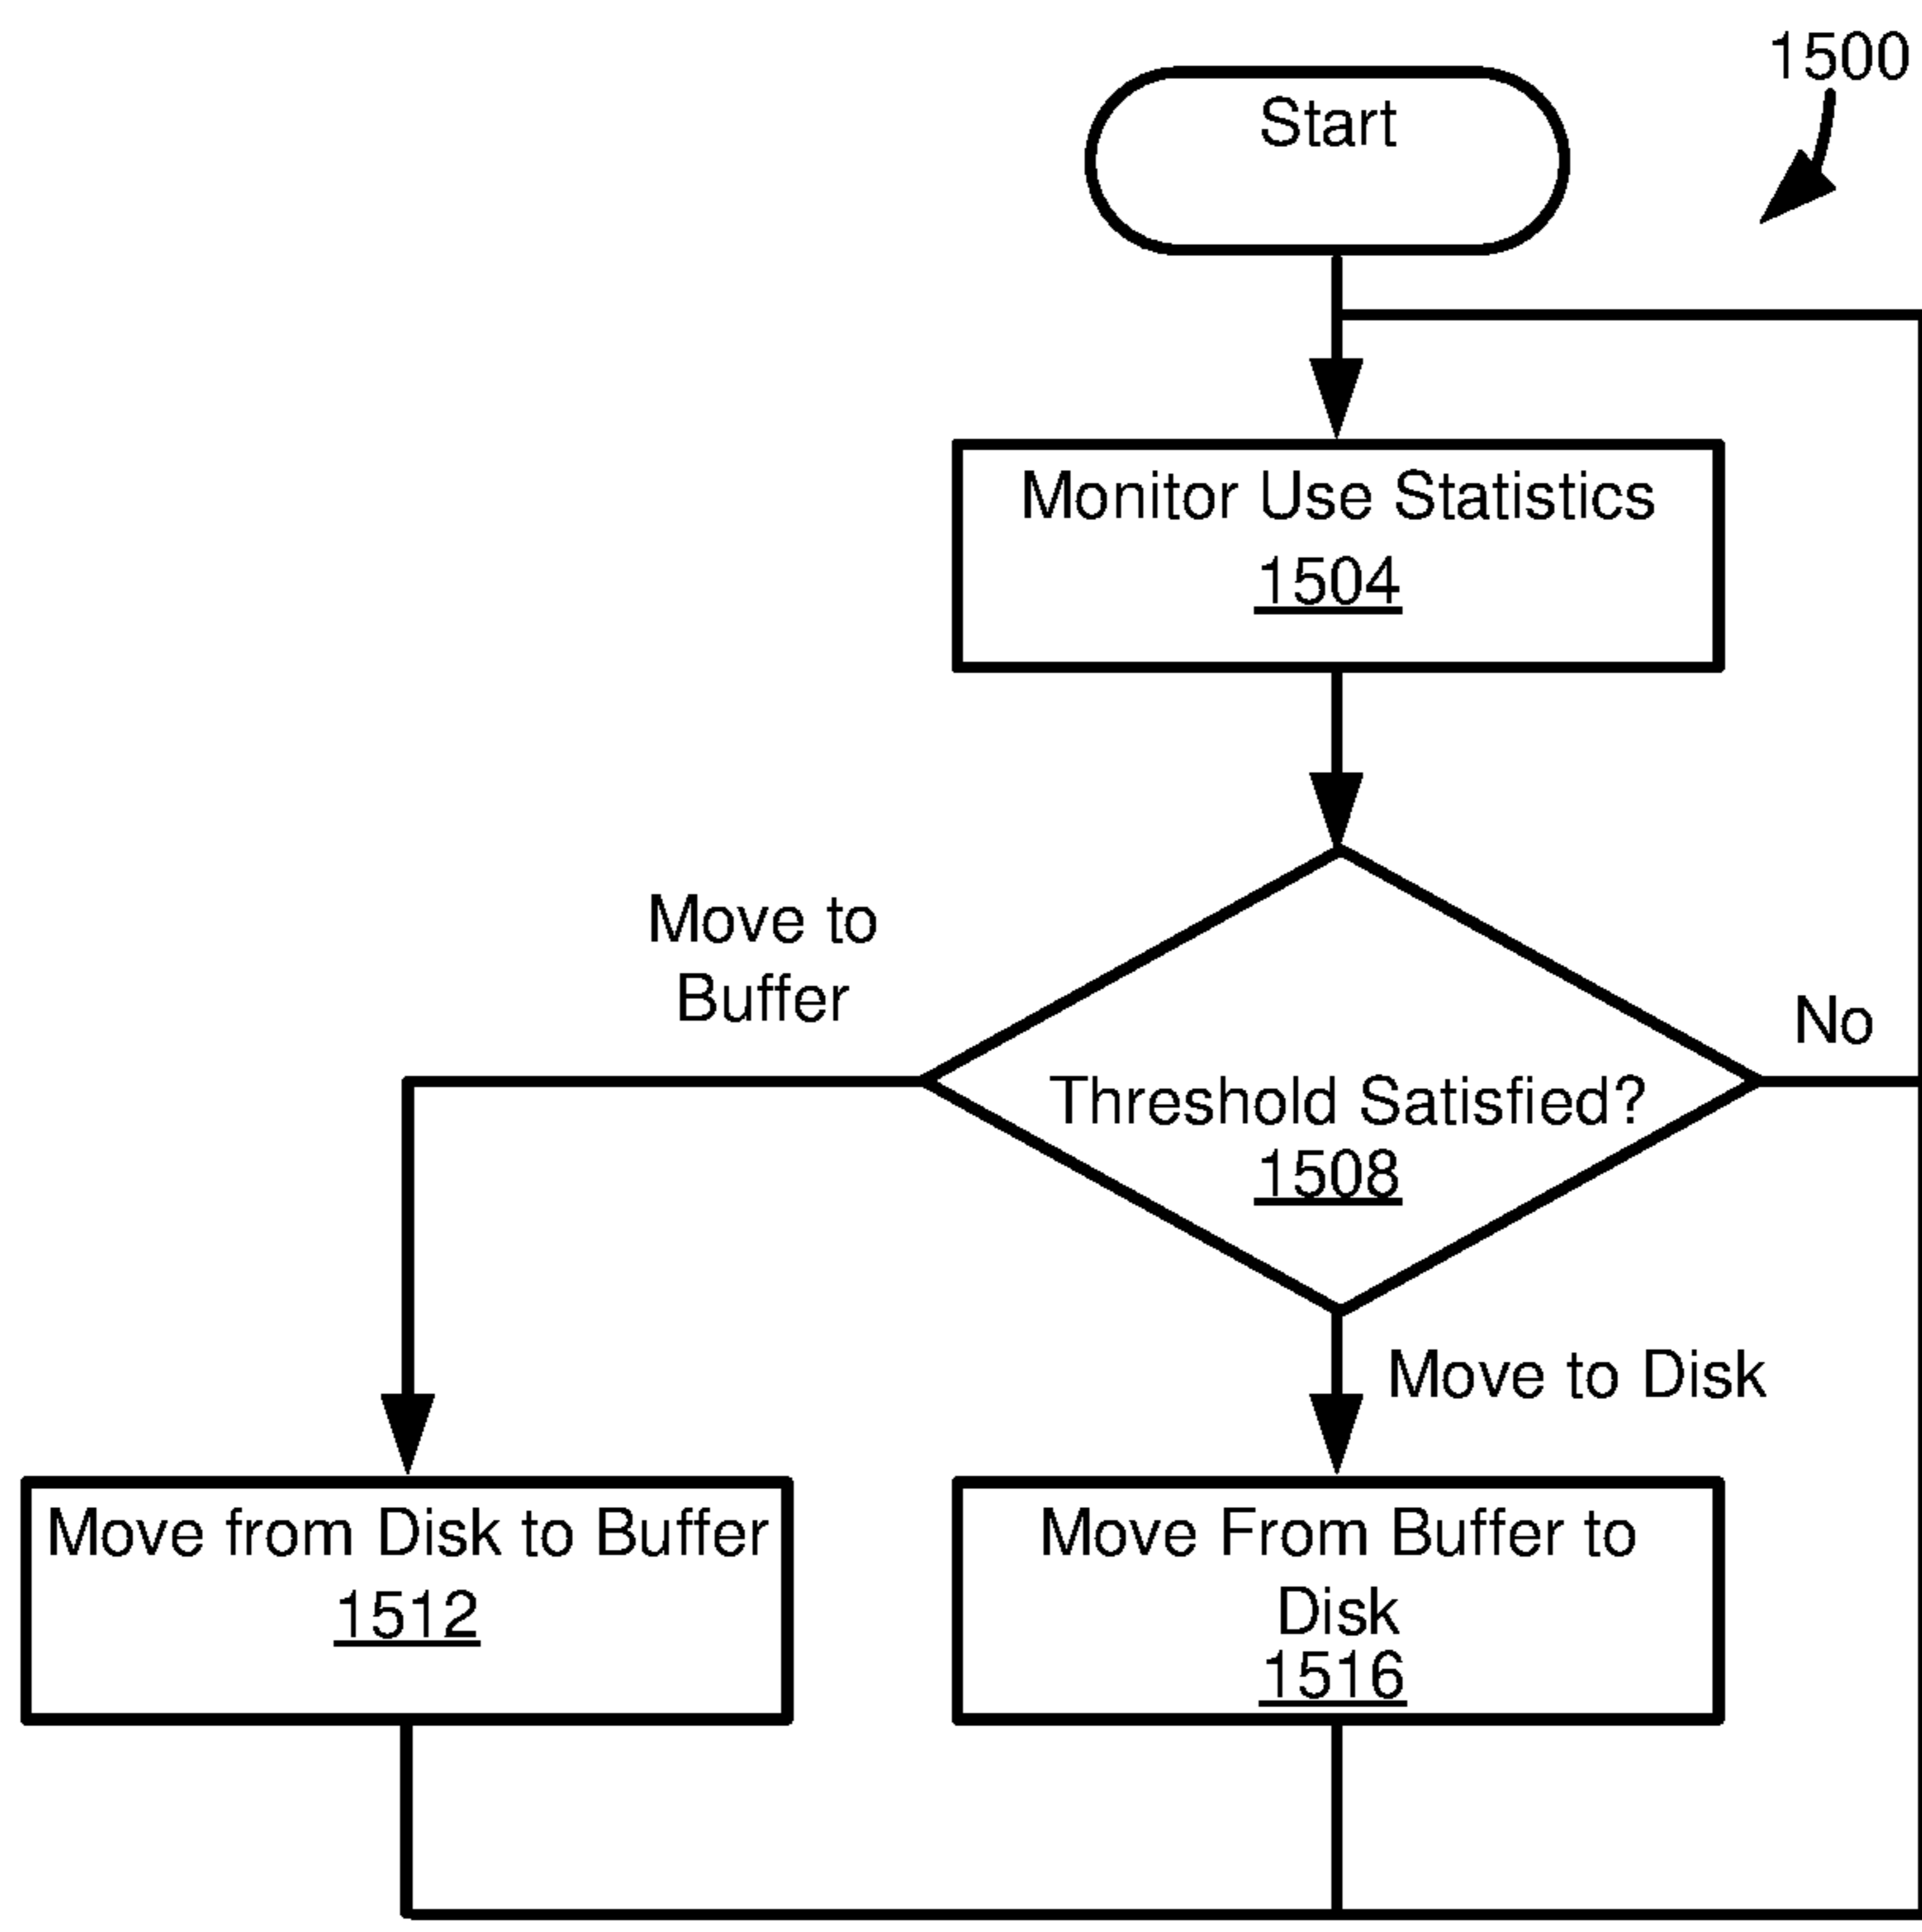 1500
Start
Monitor Use Statistics
1504
Move to
Buffer
No
Threshold Satisfied?
1508
Move to Disk
Move from Disk to Buffer
1512
Move From Buffer to
Disk
1516